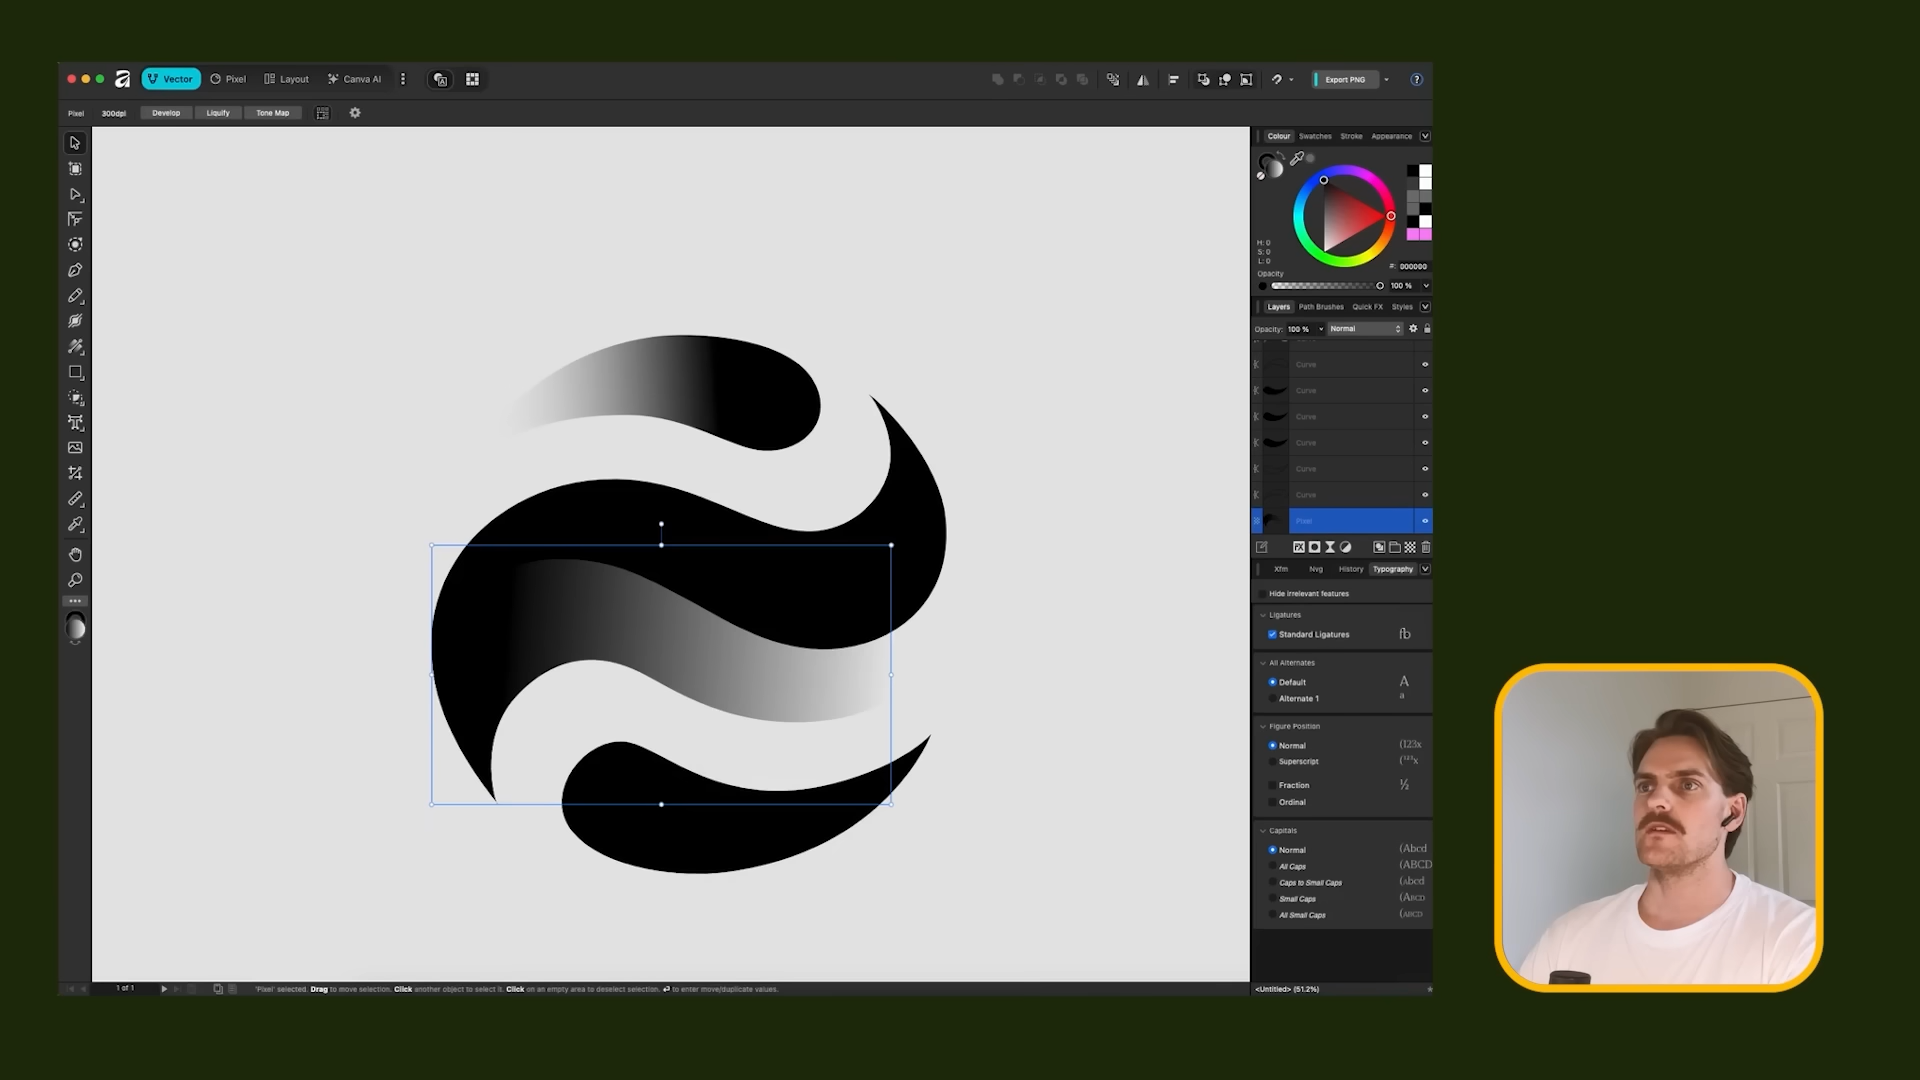 Vector Pixel Layout Canva AI Export PNG ?
Pixel 300dpi Develop Liquify Tone Map
Colour Swatches Stroke Appearance
H: 0
S: 0
L: 0
#: 000000
Opacity
100 %
Layers Path Brushes Quick FX Styles
Opacity: 100 % Normal
Curve
Curve
Curve
Curve
Curve
Curve
Pixel
Xfm Nvg History Typography
Hide irrelevant features
Ligatures
Standard Ligatures fb
All Alternates
Default A
Alternate 1 a
Figure Position
Normal (123x
Superscript (¹²³x
Fraction ½
Ordinal
Capitals
Normal (Abcd
All Caps (ABCD
Caps to Small Caps (Abcd
Small Caps (ABCD
All Small Caps (ABCD
1 of 1 'Pixel' selected. Drag to move selection. Click another object to select it. Click on an empty area to deselect selection. ↵ to enter move/duplicate values. <Untitled> (51.2%)